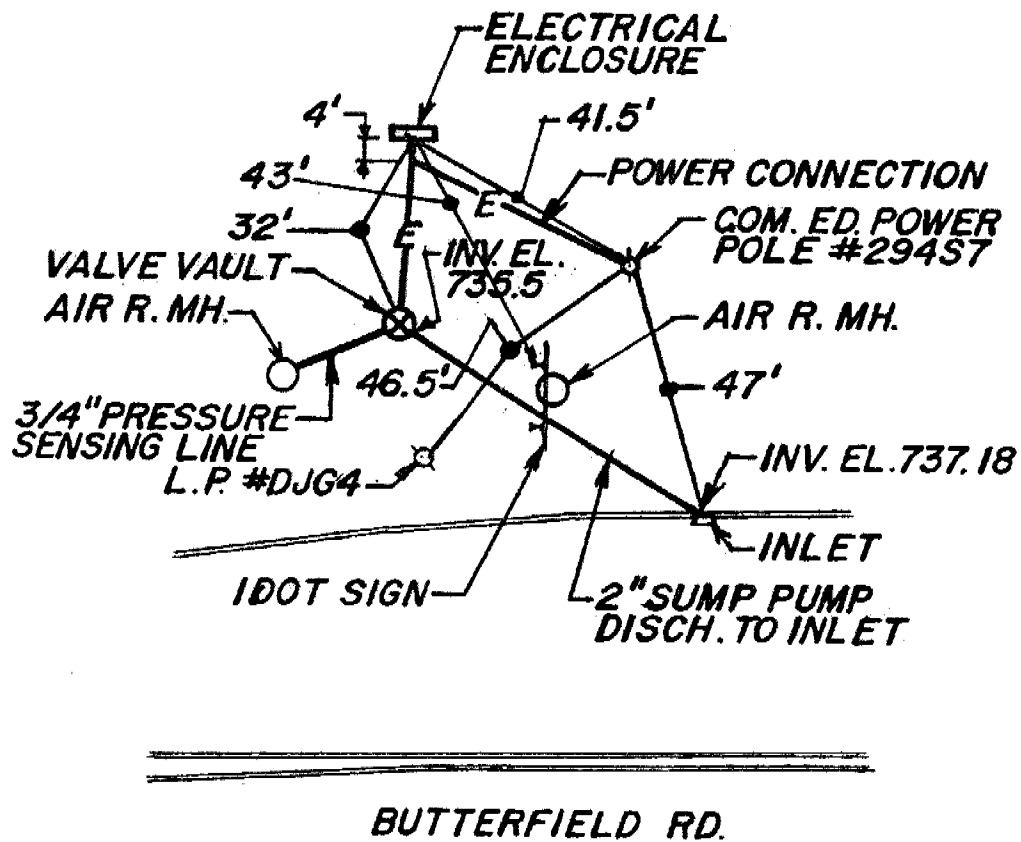 ELECTRICAL
ENCLOSURE
4'
41.5'
43'
POWER CONNECTION
E
32'
E
COM. ED. POWER
POLE #294S7
INV. EL.
735.5
VALVE VAULT
AIR R. MH.
AIR R. MH.
46.5'
47'
3/4" PRESSURE
SENSING LINE
L.P. #DJG4
INV. EL. 737.18
INLET
IDOT SIGN
2" SUMP PUMP
DISCH. TO INLET
BUTTERFIELD RD.